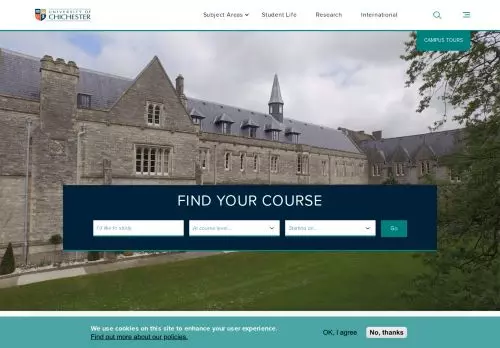 UNIVERSITY OF
CHICHESTER
Subject Areas Student Life Research International
CAMPUS TOURS
FIND YOUR COURSE
I'd like to study
At course level...
Starting on...
Go
We use cookies on this site to enhance your user experience.
Find out more about our policies.
OK, I agree
No, thanks